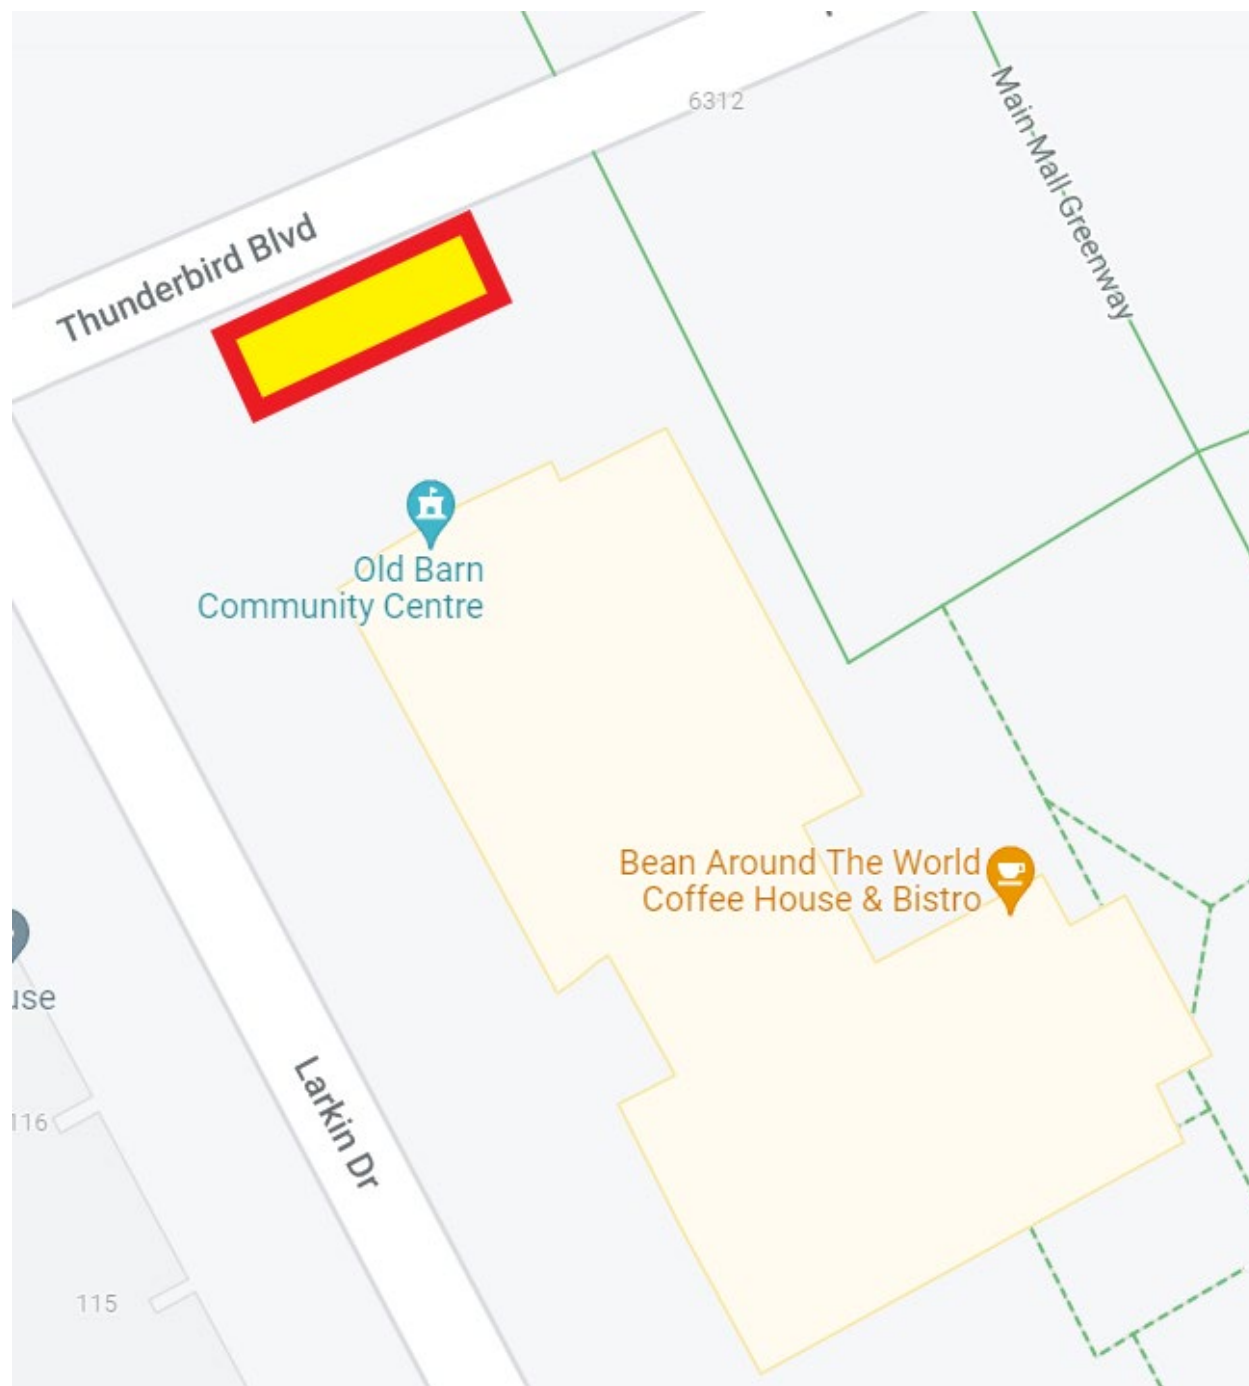 6312
Main Mall Greenway
Thunderbird Blvd
Old Barn
Community Centre
Bean Around The World
Coffee House & Bistro
use
116
Larkin Dr
115